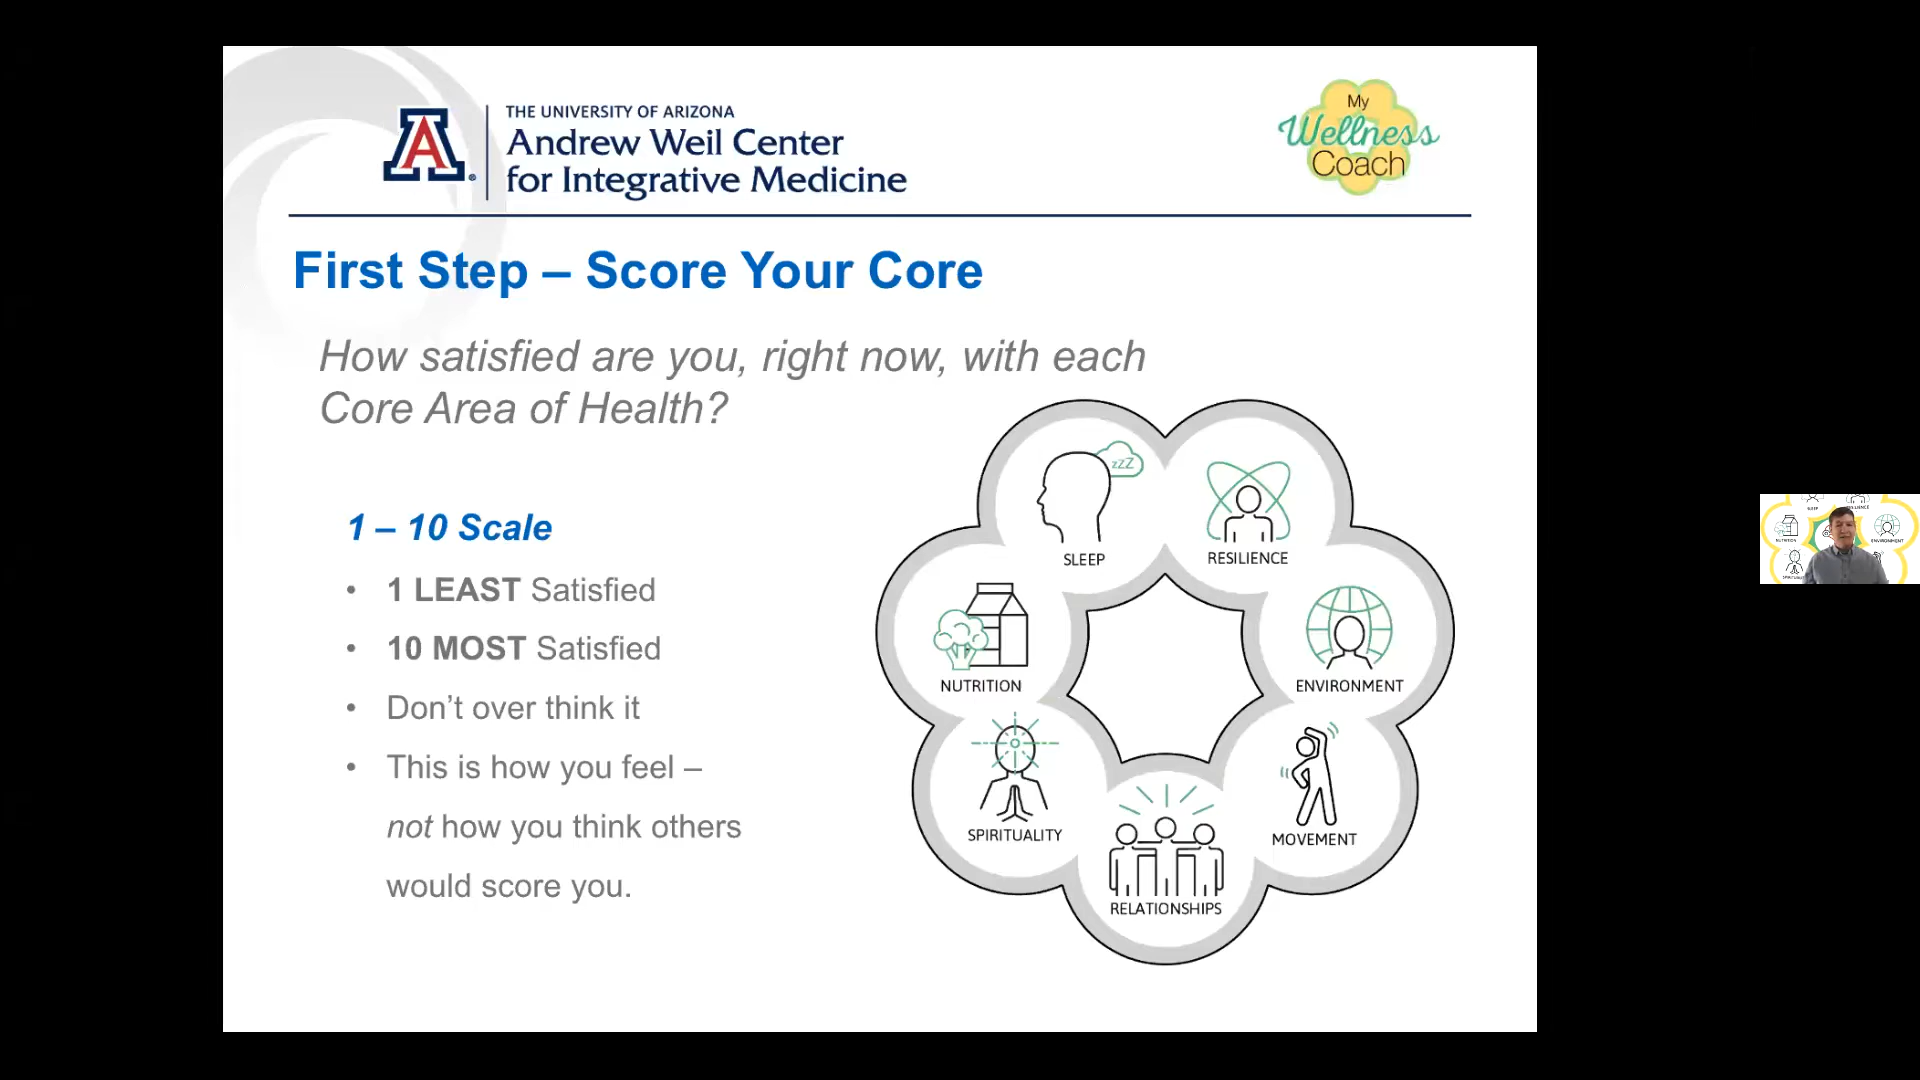 THE UNIVERSITY OF ARIZONA
Andrew Weil Center
for Integrative Medicine
My
Wellness
Coach
First Step – Score Your Core
How satisfied are you, right now, with each
Core Area of Health?
1 – 10 Scale
• 1 LEAST Satisfied
• 10 MOST Satisfied
• Don’t over think it
• This is how you feel –
not how you think others
would score you.
zZZ
SLEEP
RESILIENCE
NUTRITION
ENVIRONMENT
SPIRITUALITY
MOVEMENT
RELATIONSHIPS
SLEEP
NUTRITION
ENVIRONMENT